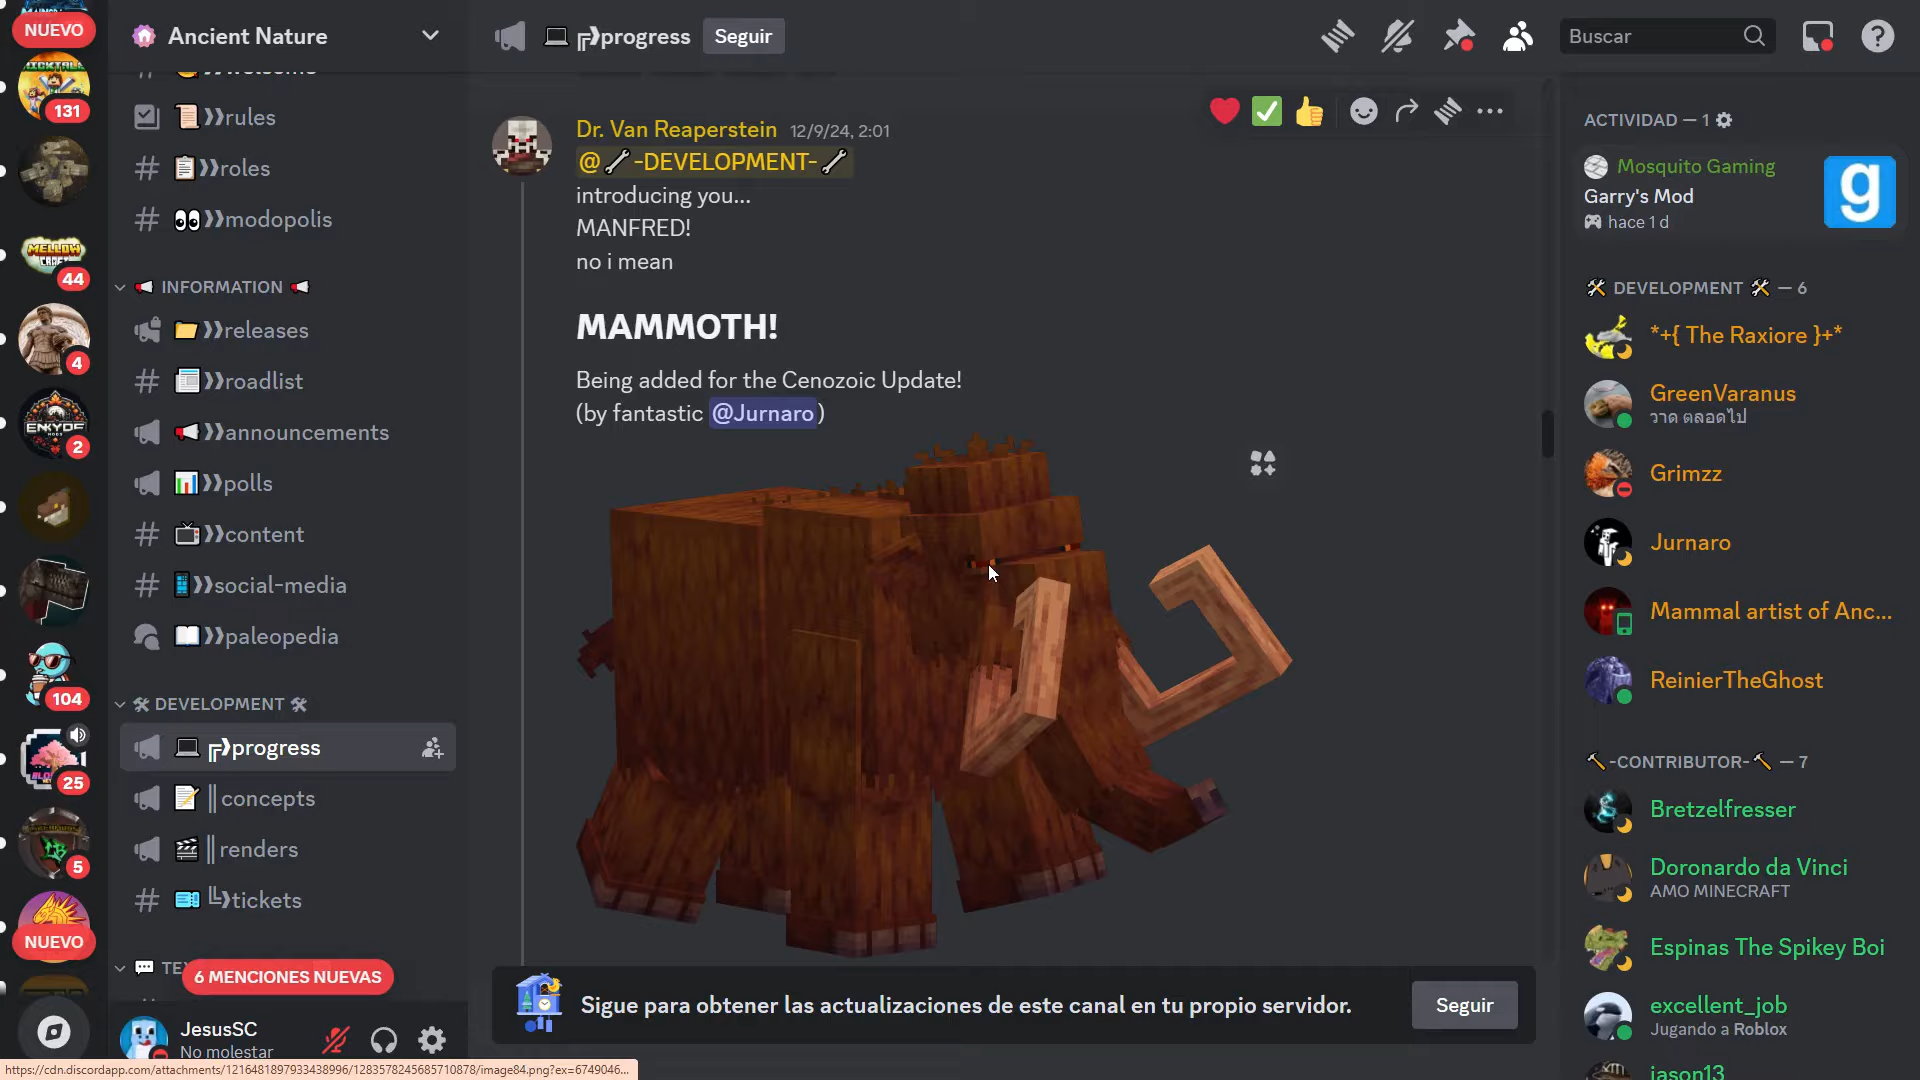 NUEVO
131
44
4
2
104
25
5
NUEVO
Ancient Nature
welcome
rules
roles
modopolis
INFORMATION
releases
roadlist
announcements
polls
content
social-media
paleopedia
DEVELOPMENT
╔❱progress
║concepts
║renders
╚❱tickets
6 MENCIONES NUEVAS
JesusSC
No molestar
https://cdn.discordapp.com/attachments/1216481897933438996/1283578245685710878/image84.png?ex=6749046...
╔❱progress
Seguir
Buscar
Dr. Van Reaperstein 12/9/24, 2:01
@🔧-DEVELOPMENT-🔧
introducing you...
MANFRED!
no i mean
MAMMOTH!
Being added for the Cenozoic Update!
(by fantastic @Jurnaro)
Sigue para obtener las actualizaciones de este canal en tu propio servidor.
Seguir
ACTIVIDAD — 1
Mosquito Gaming
Garry's Mod
hace 1 d
g
DEVELOPMENT — 6
*+{ The Raxiore }+*
GreenVaranus
วาด ตลอดไป
Grimzz
Jurnaro
Mammal artist of Anc...
ReinierTheGhost
-CONTRIBUTOR- — 7
Bretzelfresser
Doronardo da Vinci
AMO MINECRAFT
Espinas The Spikey Boi
excellent_job
Jugando a Roblox
jason13